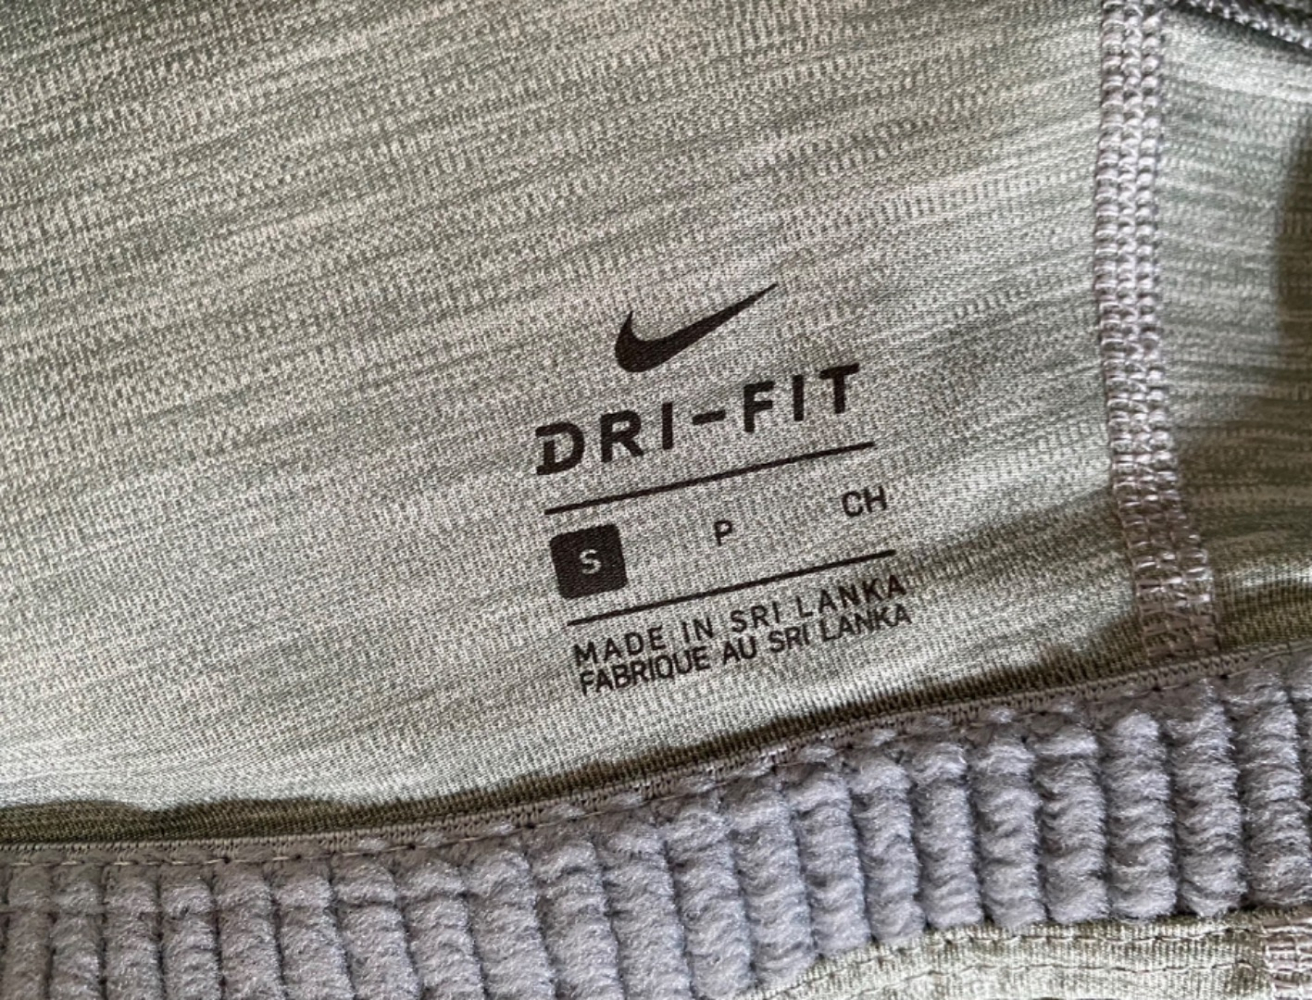 DRI-FIT
S P CH
MADE IN SRI LANKA
FABRIQUE AU SRI LANKA